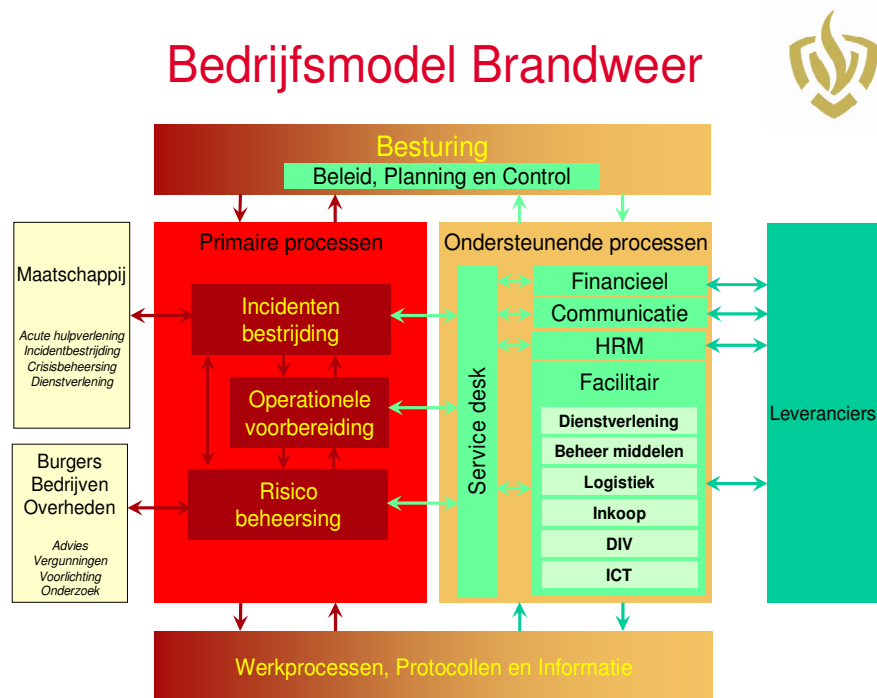 Bedrijfsmodel Brandweer
Besturing
Beleid, Planning en Control
Maatschappij
Acute hulpverlening
Incidentbestrijding
Crisisbeheersing
Dienstverlening
Burgers
Bedrijven
Overheden
Advies
Vergunningen
Voorlichting
Onderzoek
Primaire processen
Incidenten
bestrijding
Operationele
voorbereiding
Risico
beheersing
Ondersteunende processen
Service desk
Financieel
Communicatie
HRM
Facilitair
Dienstverlening
Beheer middelen
Logistiek
Inkoop
DIV
ICT
Leveranciers
Werkprocessen, Protocollen en Informatie